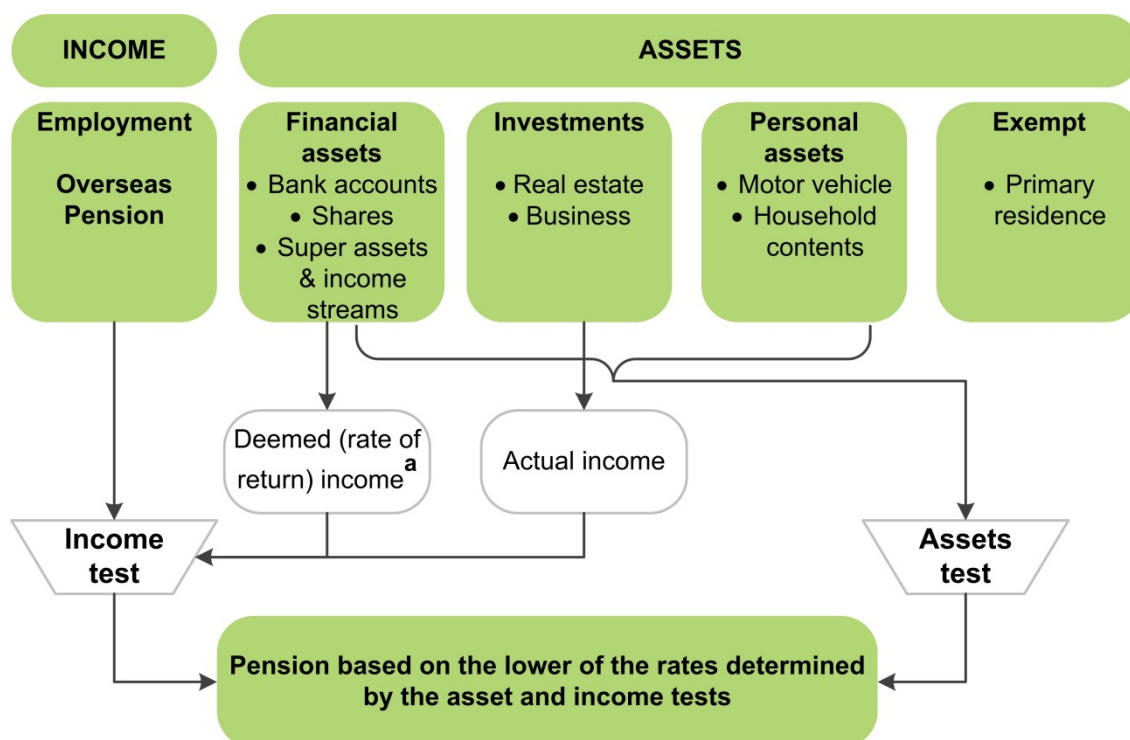 INCOME
ASSETS
Employment
Overseas
Pension
Financial
assets
• Bank accounts
• Shares
• Super assets
& income
streams
Investments
• Real estate
• Business
Personal
assets
• Motor vehicle
• Household
contents
Exempt
• Primary
residence
Deemed (rate of
return) income a
Actual income
Income
test
Assets
test
Pension based on the lower of the rates determined
by the asset and income tests